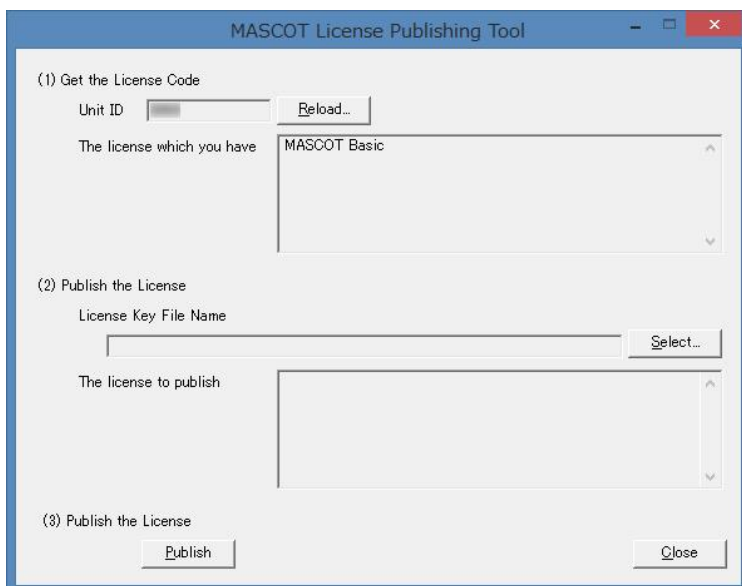 MASCOT License Publishing Tool
(1) Get the License Code
Unit ID
Reload...
The license which you have
MASCOT Basic
(2) Publish the License
License Key File Name
Select...
The license to publish
(3) Publish the License
Publish
Close